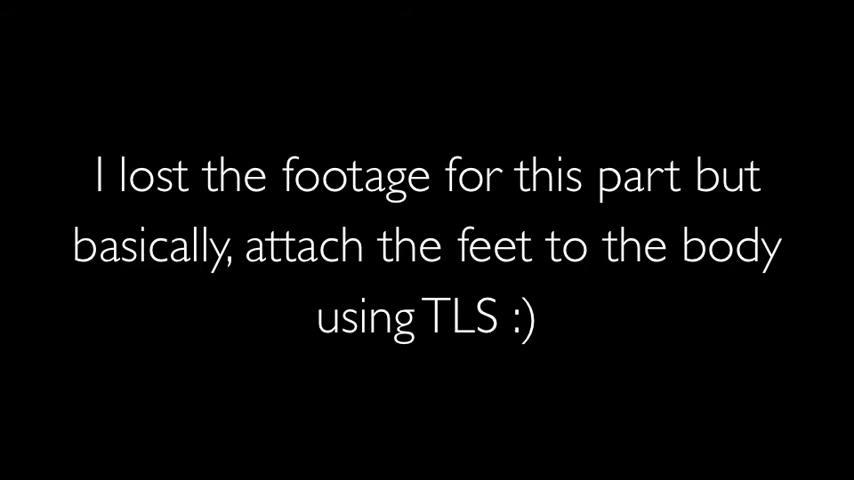 I lost the footage for this part but
basically, attach the feet to the body
using TLS :)